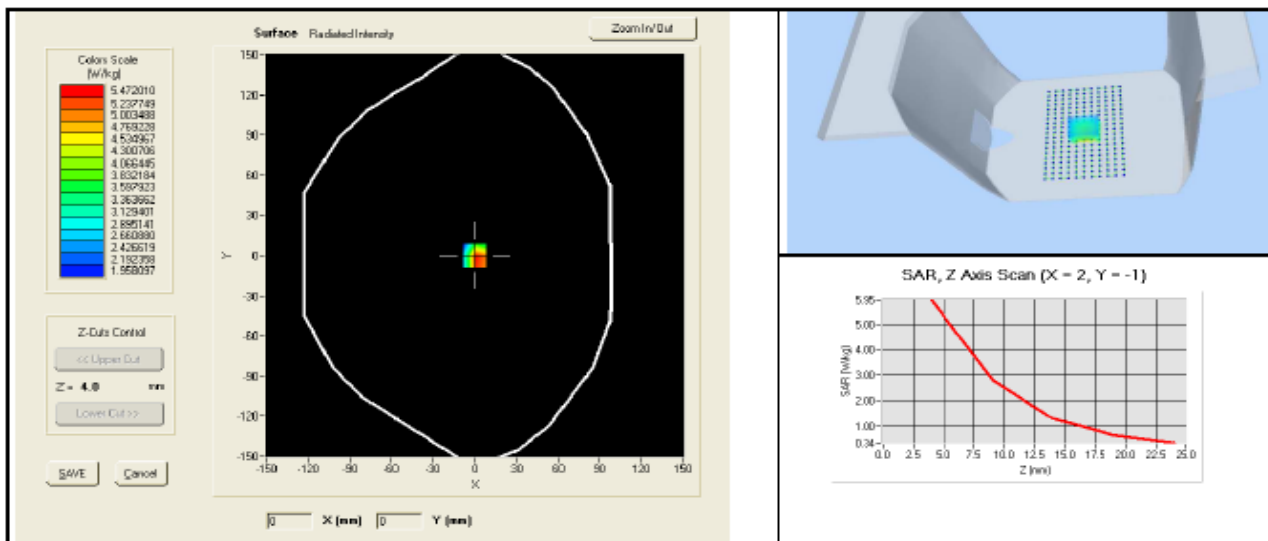 Surface Radiated Intensity
Zoom In/Out
Colors Scale
(W/kg)
5.472010
5.237749
5.003488
4.769228
4.534967
4.300706
4.066445
3.832184
3.597923
3.363662
3.129401
2.895141
2.660880
2.426619
2.192358
1.958097
Z-Cuts Control
<< Upper Cut
Z = 4.0 mm
Lower Cut >>
SAVE Cancel
150
120
90
60
30
0
-30
-60
-90
-120
-150
Y
-150 -120 -90 -60 -30 0 30 60 90 120 150
X
0 X (mm) 0 Y (mm)
SAR, Z Axis Scan (X = 2, Y = -1)
SAR (W/kg)
5.95
5.00
4.00
3.00
2.00
1.00
0.34
0.0 2.5 5.0 7.5 10.0 12.5 15.0 17.5 20.0 22.5 25.0
Z (mm)